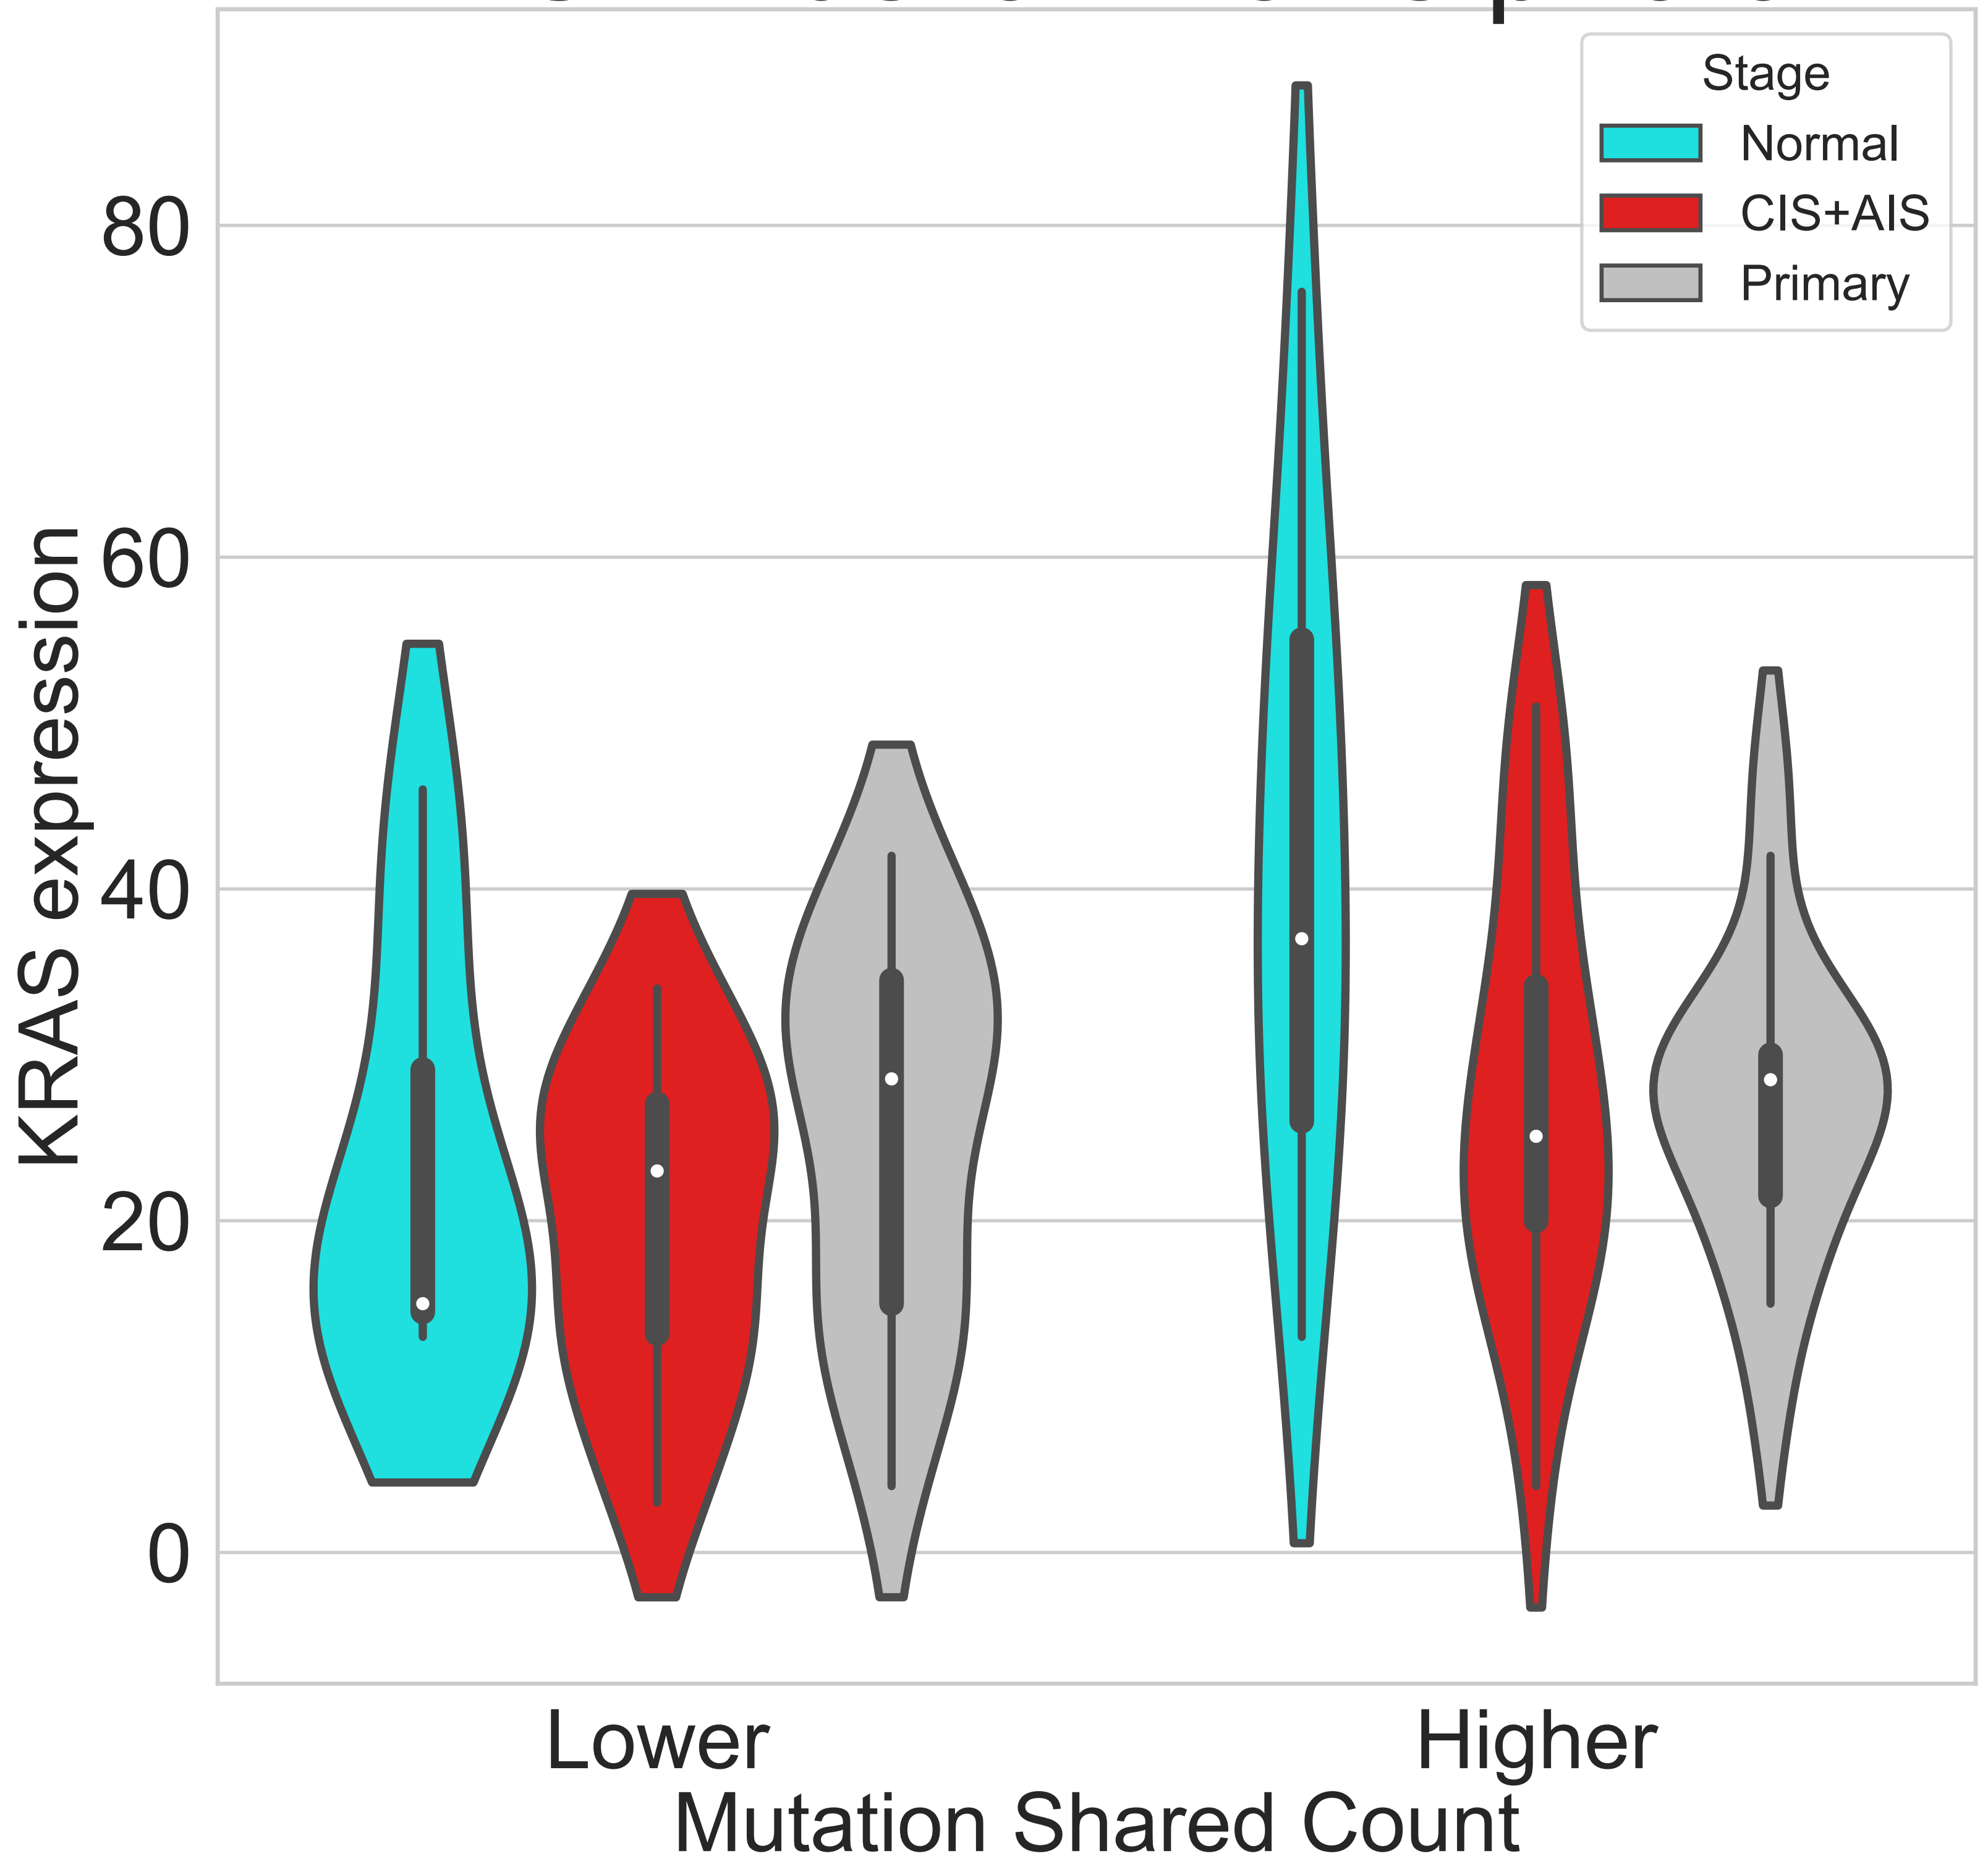 Stage
Normal
CIS+AIS
Primary
80
60
40
20
0
KRAS expression
Lower
Higher
Mutation Shared Count